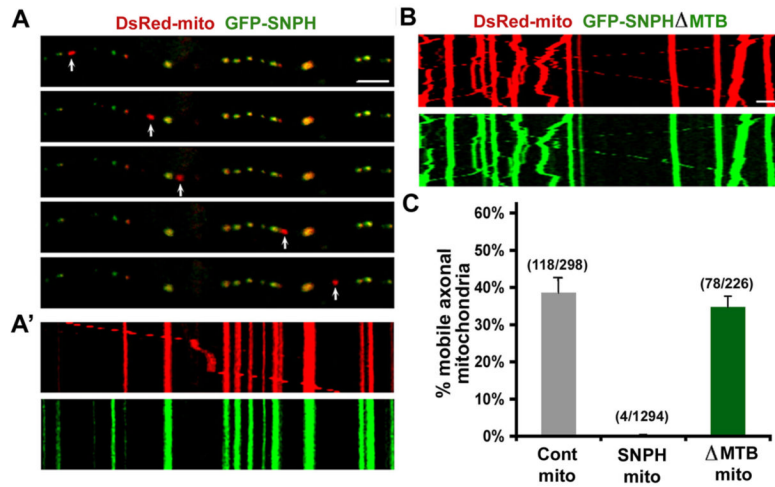 A
DsRed-mito GFP-SNPH
A'
B
DsRed-mito GFP-SNPHΔMTB
C
% mobile axonal
mitochondria
60%
50%
40%
30%
20%
10%
0%
(118/298)
(4/1294)
(78/226)
Cont
mito
SNPH
mito
ΔMTB
mito